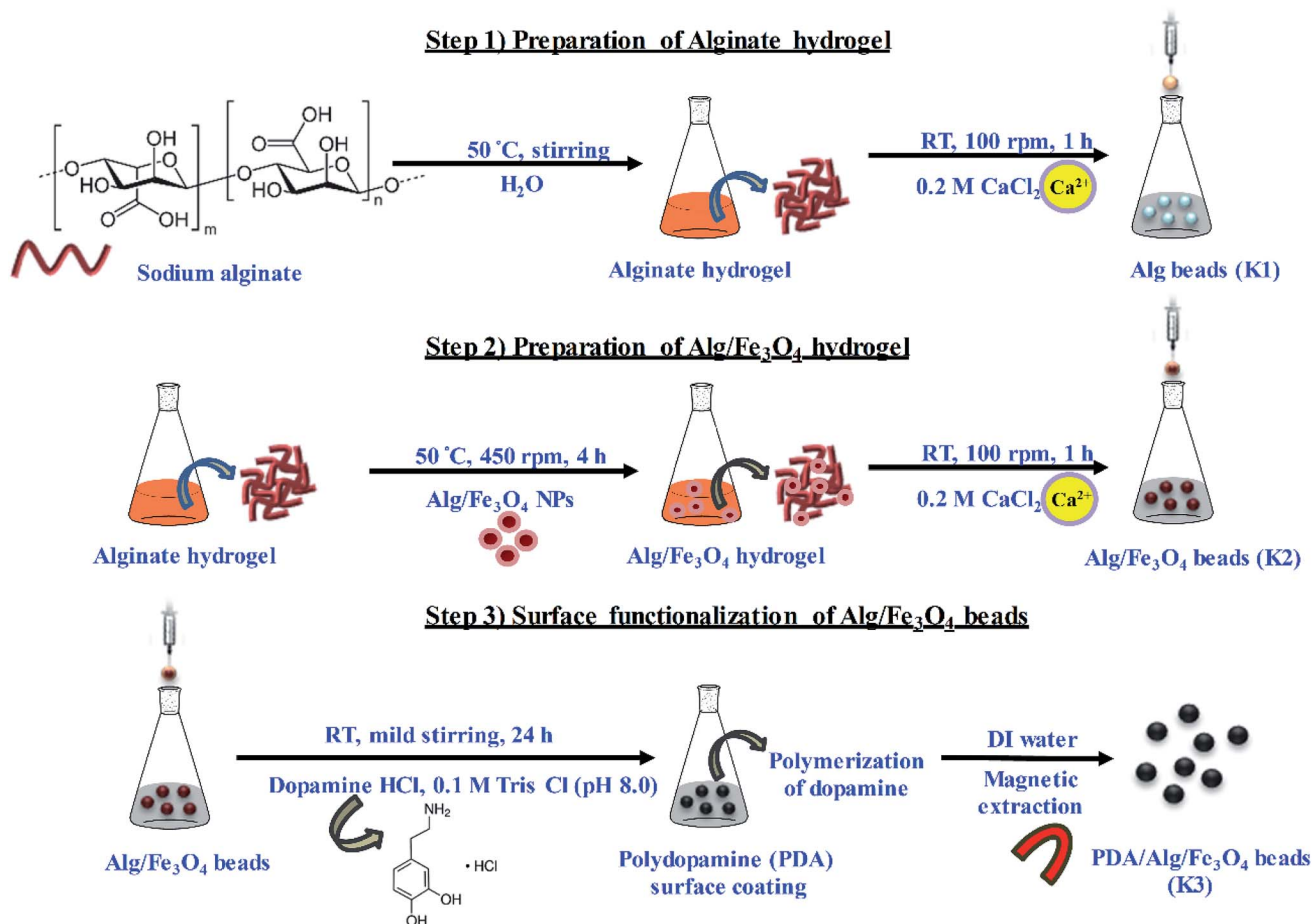 Step 1) Preparation of Alginate hydrogel
OH
O
OH
O
HO
O
OH
m
O
OH
O
HO
OH
O
n
50 ˚C, stirring
H₂O
RT, 100 rpm, 1 h
0.2 M CaCl₂
Ca²⁺
Sodium alginate
Alginate hydrogel
Alg beads (K1)
Step 2) Preparation of Alg/Fe₃O₄ hydrogel
50 ˚C, 450 rpm, 4 h
Alg/Fe₃O₄ NPs
RT, 100 rpm, 1 h
0.2 M CaCl₂
Ca²⁺
Alginate hydrogel
Alg/Fe₃O₄ hydrogel
Alg/Fe₃O₄ beads (K2)
Step 3) Surface functionalization of Alg/Fe₃O₄ beads
RT, mild stirring, 24 h
Dopamine HCl, 0.1 M Tris Cl (pH 8.0)
NH₂
· HCl
OH
OH
Polymerization
of dopamine
DI water
Magnetic
extraction
Alg/Fe₃O₄ beads
Polydopamine (PDA)
surface coating
PDA/Alg/Fe₃O₄ beads
(K3)